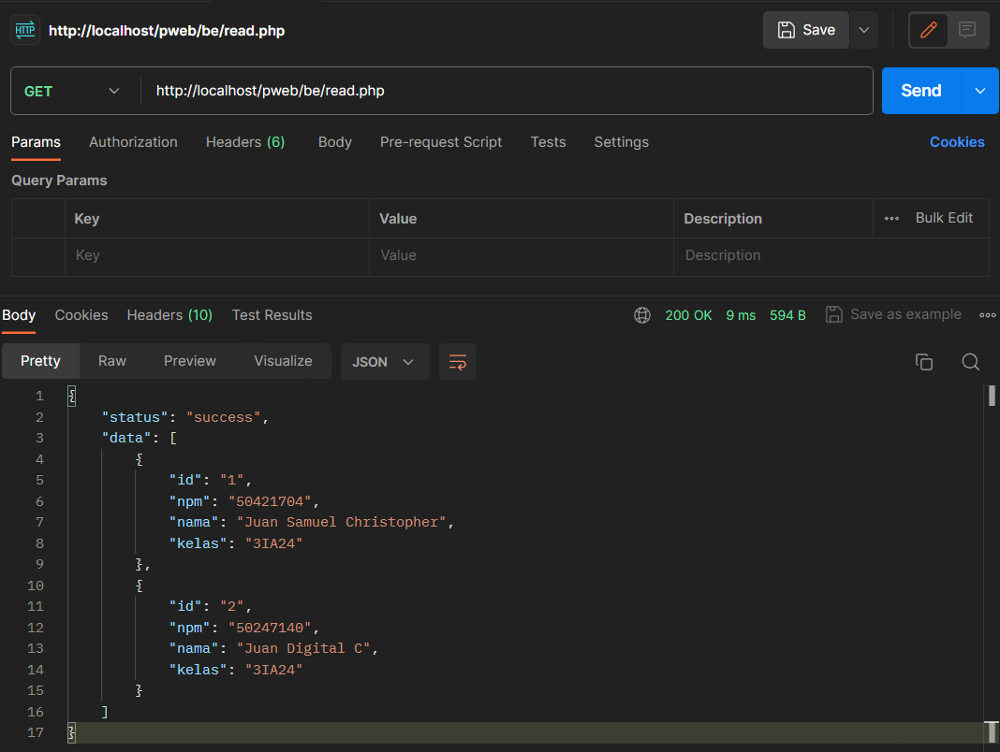 HTTP http://localhost/pweb/be/read.php Save
GET http://localhost/pweb/be/read.php Send
Params Authorization Headers (6) Body Pre-request Script Tests Settings Cookies
Query Params
Key Value Description Bulk Edit
Key Value Description
Body Cookies Headers (10) Test Results 200 OK 9 ms 594 B Save as example
Pretty Raw Preview Visualize JSON
1 {
2 "status": "success",
3 "data": [
4 {
5 "id": "1",
6 "npm": "50421704",
7 "nama": "Juan Samuel Christopher",
8 "kelas": "3IA24"
9 },
10 {
11 "id": "2",
12 "npm": "50247140",
13 "nama": "Juan Digital C",
14 "kelas": "3IA24"
15 }
16 ]
17 }